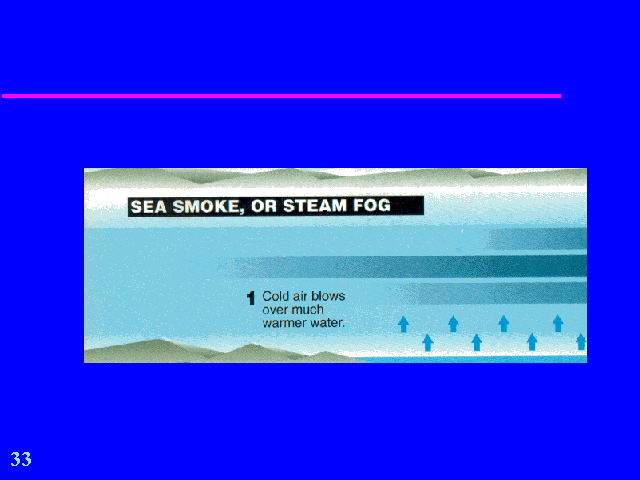 SEA SMOKE, OR STEAM FOG
1 Cold air blows
over much
warmer water.
33